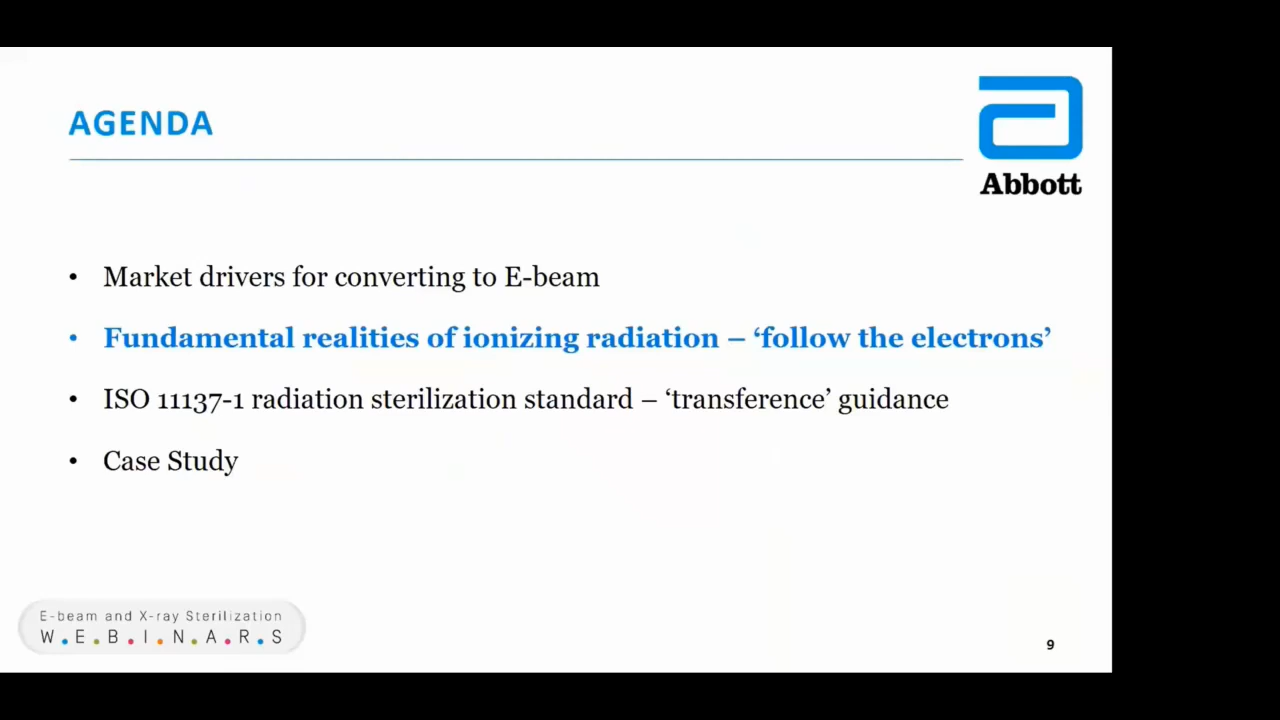 AGENDA
Abbott
• Market drivers for converting to E-beam
• Fundamental realities of ionizing radiation – ‘follow the electrons’
• ISO 11137-1 radiation sterilization standard – ‘transference’ guidance
• Case Study
E-beam and X-ray Sterilization
W.E.B.I.N.A.R.S
9